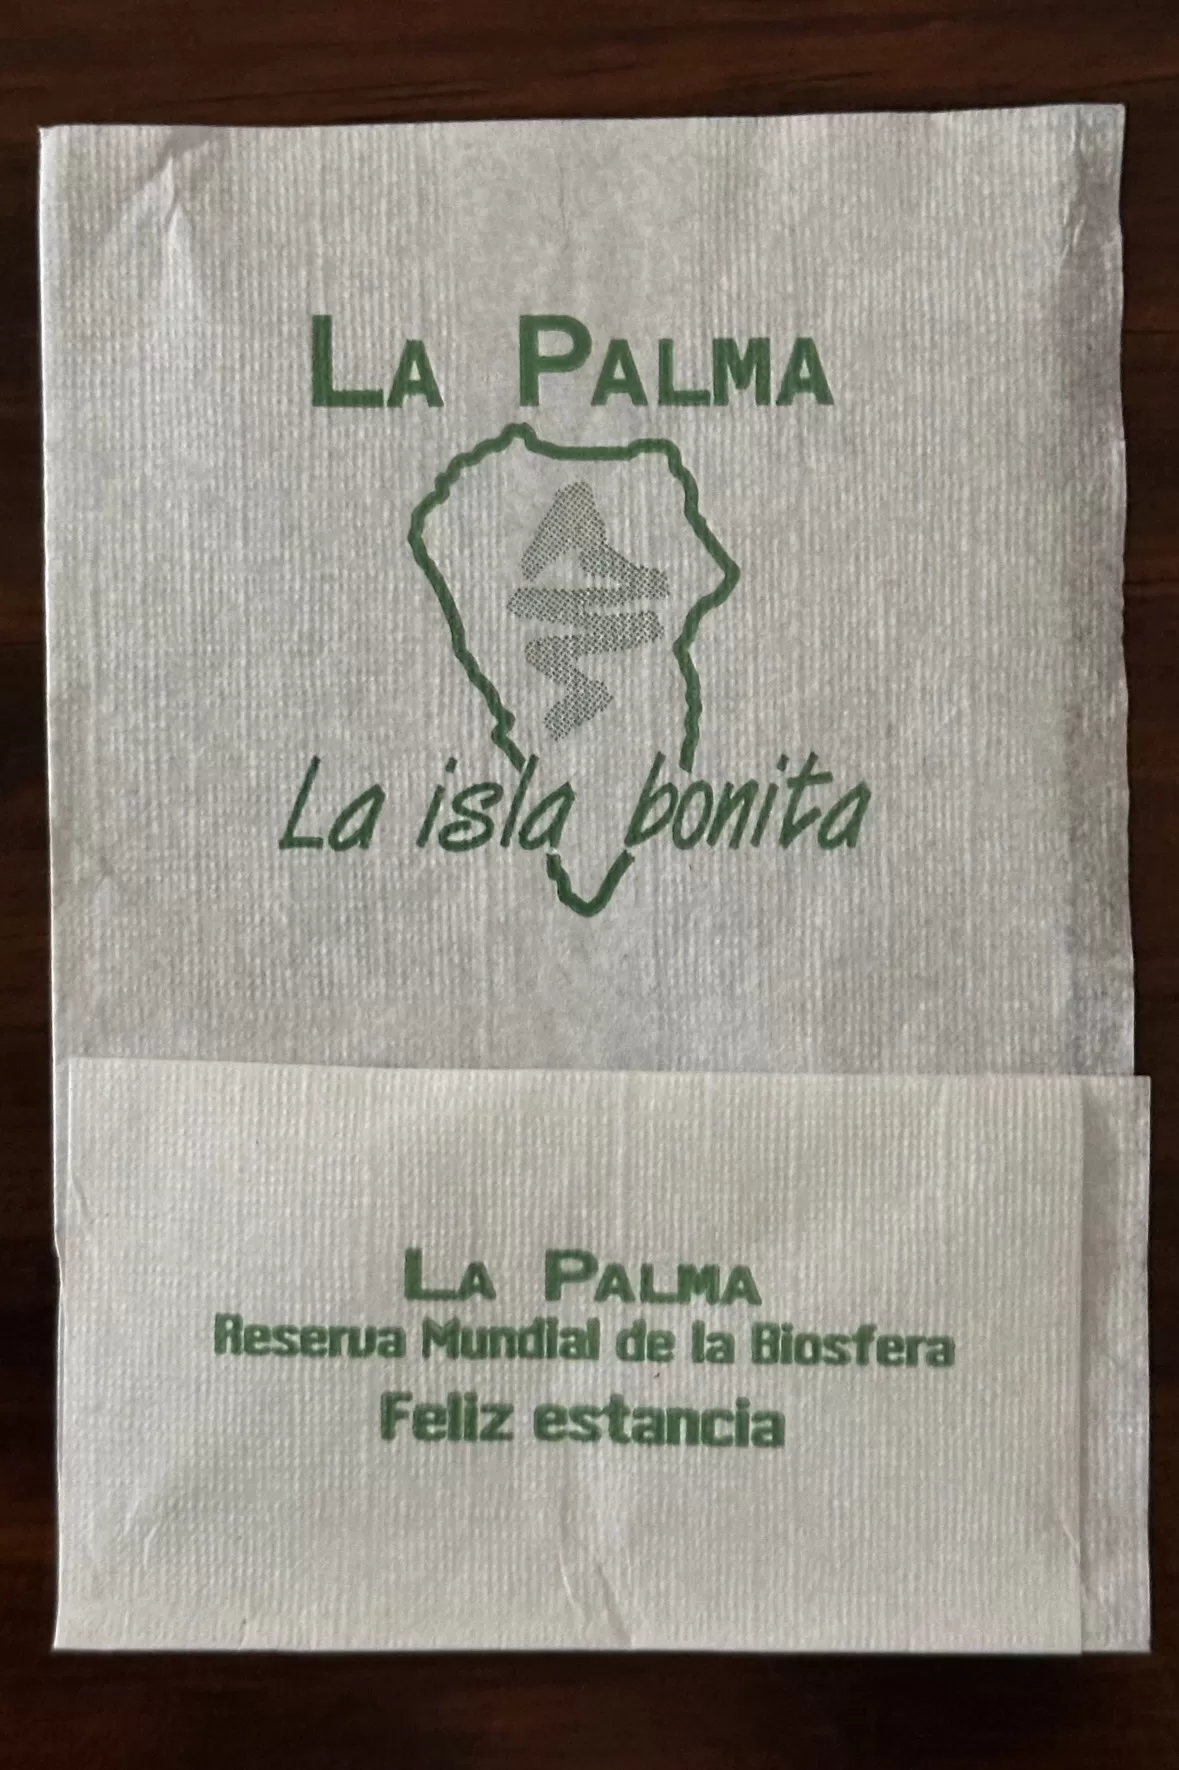 LA PALMA
La isla bonita
LA PALMA
Reserva Mundial de la Biosfera
Feliz estancia